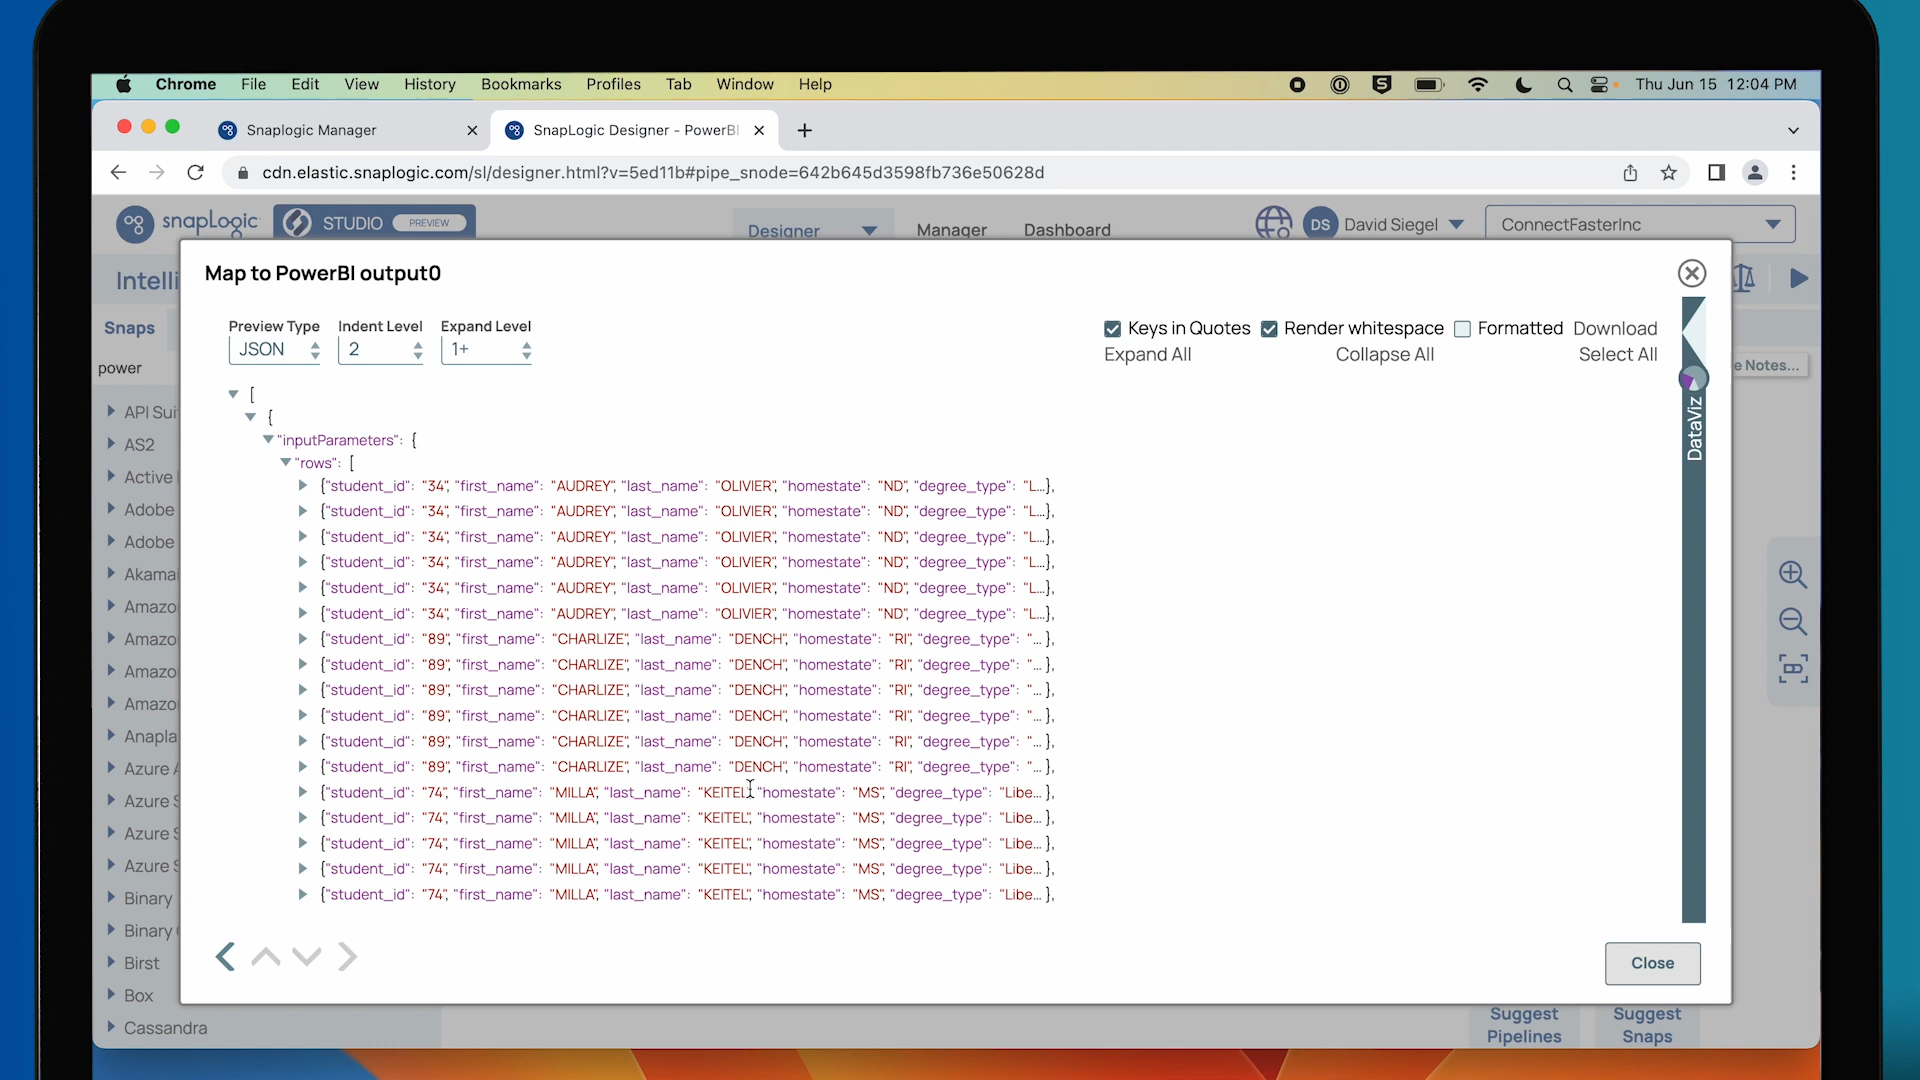 Chrome File Edit View History Bookmarks Profiles Tab Window Help Thu Jun 15 12:04 PM
Snaplogic Manager
SnapLogic Designer - PowerBI
cdn.elastic.snaplogic.com/sl/designer.html?v=5ed11b#pipe_snode=642b645d3598fb736e50628d
snapLogic STUDIO PREVIEW Designer Manager Dashboard DS David Siegel ConnectFasterInc
Intelli
Map to PowerBI output0
Snaps
Preview Type Indent Level Expand Level
JSON 2 1+
Keys in Quotes Render whitespace Formatted Download
Expand All Collapse All Select All
power
e Notes...
DataViz
[
{
"inputParameters": {
"rows": [
{"student_id": "34", "first_name": "AUDREY", "last_name": "OLIVIER", "homestate": "ND", "degree_type": "L...},
{"student_id": "34", "first_name": "AUDREY", "last_name": "OLIVIER", "homestate": "ND", "degree_type": "L...},
{"student_id": "34", "first_name": "AUDREY", "last_name": "OLIVIER", "homestate": "ND", "degree_type": "L...},
{"student_id": "34", "first_name": "AUDREY", "last_name": "OLIVIER", "homestate": "ND", "degree_type": "L...},
{"student_id": "34", "first_name": "AUDREY", "last_name": "OLIVIER", "homestate": "ND", "degree_type": "L...},
{"student_id": "34", "first_name": "AUDREY", "last_name": "OLIVIER", "homestate": "ND", "degree_type": "L...},
{"student_id": "89", "first_name": "CHARLIZE", "last_name": "DENCH", "homestate": "RI", "degree_type": "... },
{"student_id": "89", "first_name": "CHARLIZE", "last_name": "DENCH", "homestate": "RI", "degree_type": "... },
{"student_id": "89", "first_name": "CHARLIZE", "last_name": "DENCH", "homestate": "RI", "degree_type": "... },
{"student_id": "89", "first_name": "CHARLIZE", "last_name": "DENCH", "homestate": "RI", "degree_type": "... },
{"student_id": "89", "first_name": "CHARLIZE", "last_name": "DENCH", "homestate": "RI", "degree_type": "... },
{"student_id": "89", "first_name": "CHARLIZE", "last_name": "DENCH", "homestate": "RI", "degree_type": "... },
{"student_id": "74", "first_name": "MILLA", "last_name": "KEITEL", "homestate": "MS", "degree_type": "Libe... },
{"student_id": "74", "first_name": "MILLA", "last_name": "KEITEL", "homestate": "MS", "degree_type": "Libe... },
{"student_id": "74", "first_name": "MILLA", "last_name": "KEITEL", "homestate": "MS", "degree_type": "Libe... },
{"student_id": "74", "first_name": "MILLA", "last_name": "KEITEL", "homestate": "MS", "degree_type": "Libe... },
{"student_id": "74", "first_name": "MILLA", "last_name": "KEITEL", "homestate": "MS", "degree_type": "Libe... },
API Sui
AS2
Active
Adobe
Adobe
Akamai
Amazo
Amazo
Amazo
Amazo
Anapla
Azure A
Azure S
Azure S
Azure S
Binary
Binary
Birst
Box
Cassandra
Close
Suggest Pipelines
Suggest Snaps